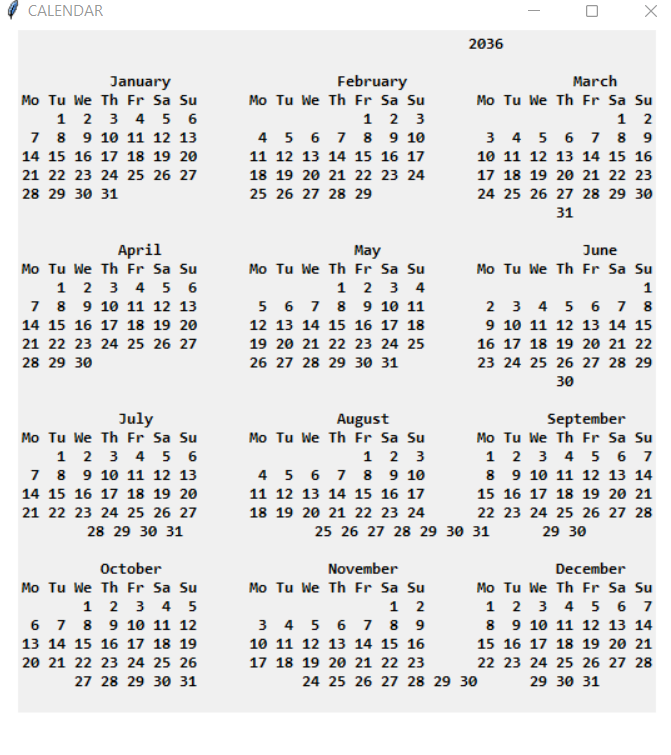 CALENDAR
2036
January February March
Mo Tu We Th Fr Sa Su Mo Tu We Th Fr Sa Su Mo Tu We Th Fr Sa Su
1 2 3 4 5 6 1 2 3 1 2
7 8 9 10 11 12 13 4 5 6 7 8 9 10 3 4 5 6 7 8 9
14 15 16 17 18 19 20 11 12 13 14 15 16 17 10 11 12 13 14 15 16
21 22 23 24 25 26 27 18 19 20 21 22 23 24 17 18 19 20 21 22 23
28 29 30 31 25 26 27 28 29 24 25 26 27 28 29 30
31
April May June
Mo Tu We Th Fr Sa Su Mo Tu We Th Fr Sa Su Mo Tu We Th Fr Sa Su
1 2 3 4 5 6 1 2 3 4 1
7 8 9 10 11 12 13 5 6 7 8 9 10 11 2 3 4 5 6 7 8
14 15 16 17 18 19 20 12 13 14 15 16 17 18 9 10 11 12 13 14 15
21 22 23 24 25 26 27 19 20 21 22 23 24 25 16 17 18 19 20 21 22
28 29 30 26 27 28 29 30 31 23 24 25 26 27 28 29
30
July August September
Mo Tu We Th Fr Sa Su Mo Tu We Th Fr Sa Su Mo Tu We Th Fr Sa Su
1 2 3 4 5 6 1 2 3 1 2 3 4 5 6 7
7 8 9 10 11 12 13 4 5 6 7 8 9 10 8 9 10 11 12 13 14
14 15 16 17 18 19 20 11 12 13 14 15 16 17 15 16 17 18 19 20 21
21 22 23 24 25 26 27 18 19 20 21 22 23 24 22 23 24 25 26 27 28
28 29 30 31 25 26 27 28 29 30 31 29 30
October November December
Mo Tu We Th Fr Sa Su Mo Tu We Th Fr Sa Su Mo Tu We Th Fr Sa Su
1 2 3 4 5 1 2 1 2 3 4 5 6 7
6 7 8 9 10 11 12 3 4 5 6 7 8 9 8 9 10 11 12 13 14
13 14 15 16 17 18 19 10 11 12 13 14 15 16 15 16 17 18 19 20 21
20 21 22 23 24 25 26 17 18 19 20 21 22 23 22 23 24 25 26 27 28
27 28 29 30 31 24 25 26 27 28 29 30 29 30 31